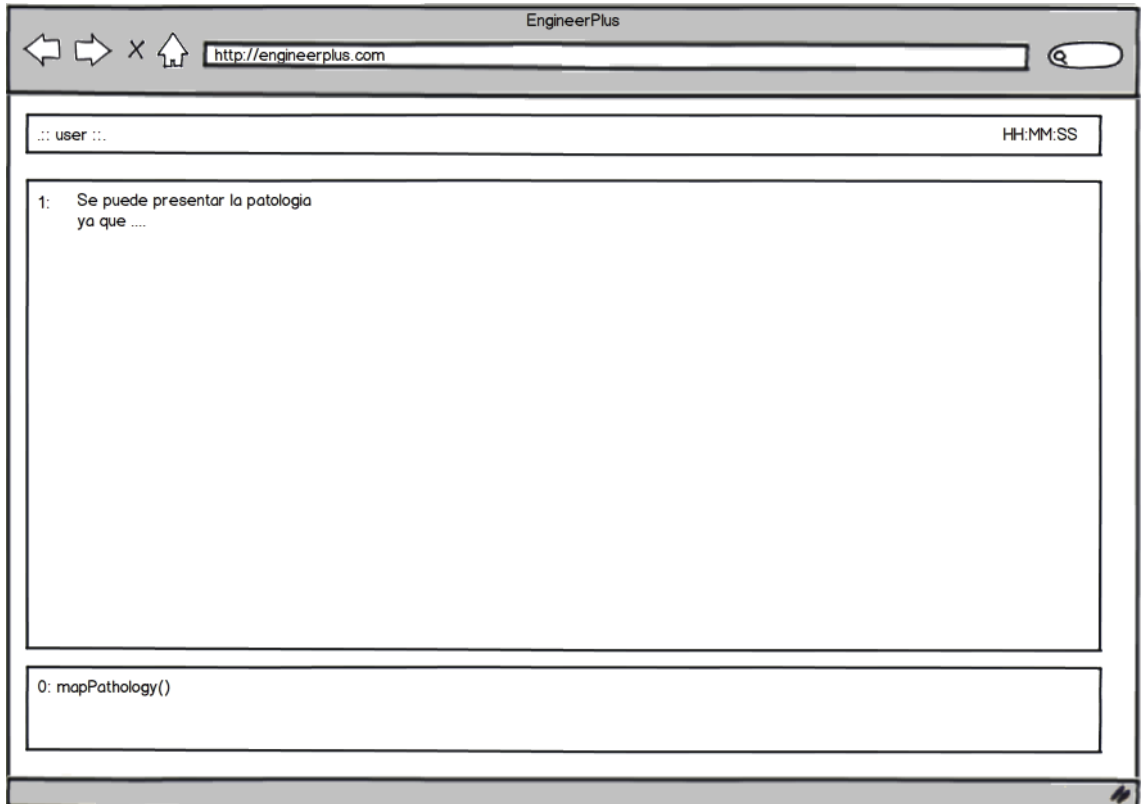 EngineerPlus
http://engineerplus.com
.:: user ::. HH:MM:SS
1: Se puede presentar la patologia
ya que ....
0: mapPathology()